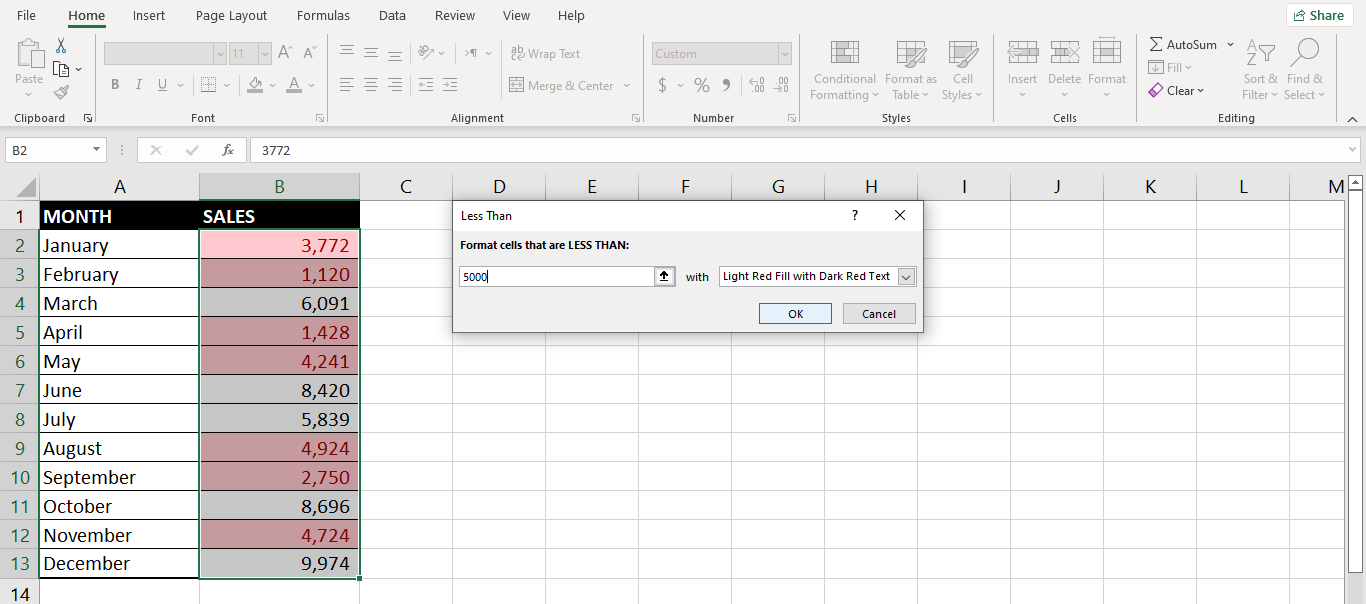 File Home Insert Page Layout Formulas Data Review View Help Share
11 A^ Aˇ ab Wrap Text Custom AutoSum
Paste Conditional Format as Cell Insert Delete Format Fill Sort & Find &
B I U A Merge & Center $ % 9 Formatting Table Styles Clear Filter Select
Clipboard Font Alignment Number Styles Cells Editing
B2 fx 3772
A B C D E F G H I J K L M
1 MONTH SALES
2 January 3,772
3 February 1,120
4 March 6,091
5 April 1,428
6 May 4,241
7 June 8,420
8 July 5,839
9 August 4,924
10 September 2,750
11 October 8,696
12 November 4,724
13 December 9,974
14
Less Than ?
Format cells that are LESS THAN:
5000 with Light Red Fill with Dark Red Text
OK Cancel